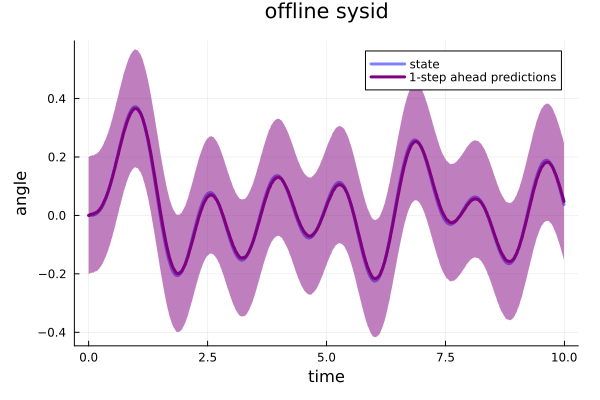 offline sysid
state
1-step ahead predictions
angle
0.4
0.2
0.0
−0.2
−0.4
0.0 2.5 5.0 7.5 10.0
time